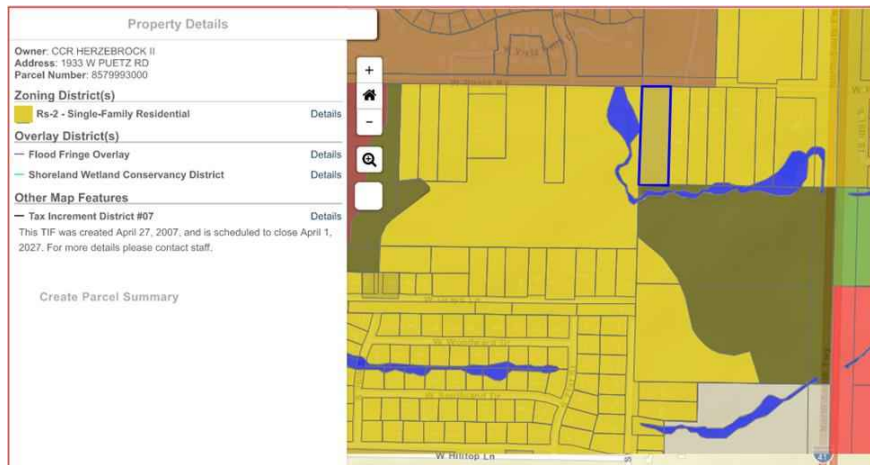 Property Details
Owner: CCR HERZEBROCK II
Address: 1933 W PUETZ RD
Parcel Number: 8579993000
Zoning District(s)
Rs-2 - Single-Family Residential Details
Overlay District(s)
Flood Fringe Overlay Details
Shoreland Wetland Conservancy District Details
Other Map Features
Tax Increment District #07 Details
This TIF was created April 27, 2007, and is scheduled to close April 1,
2027. For more details please contact staff.
Create Parcel Summary
+
−
W Hilltop Ln